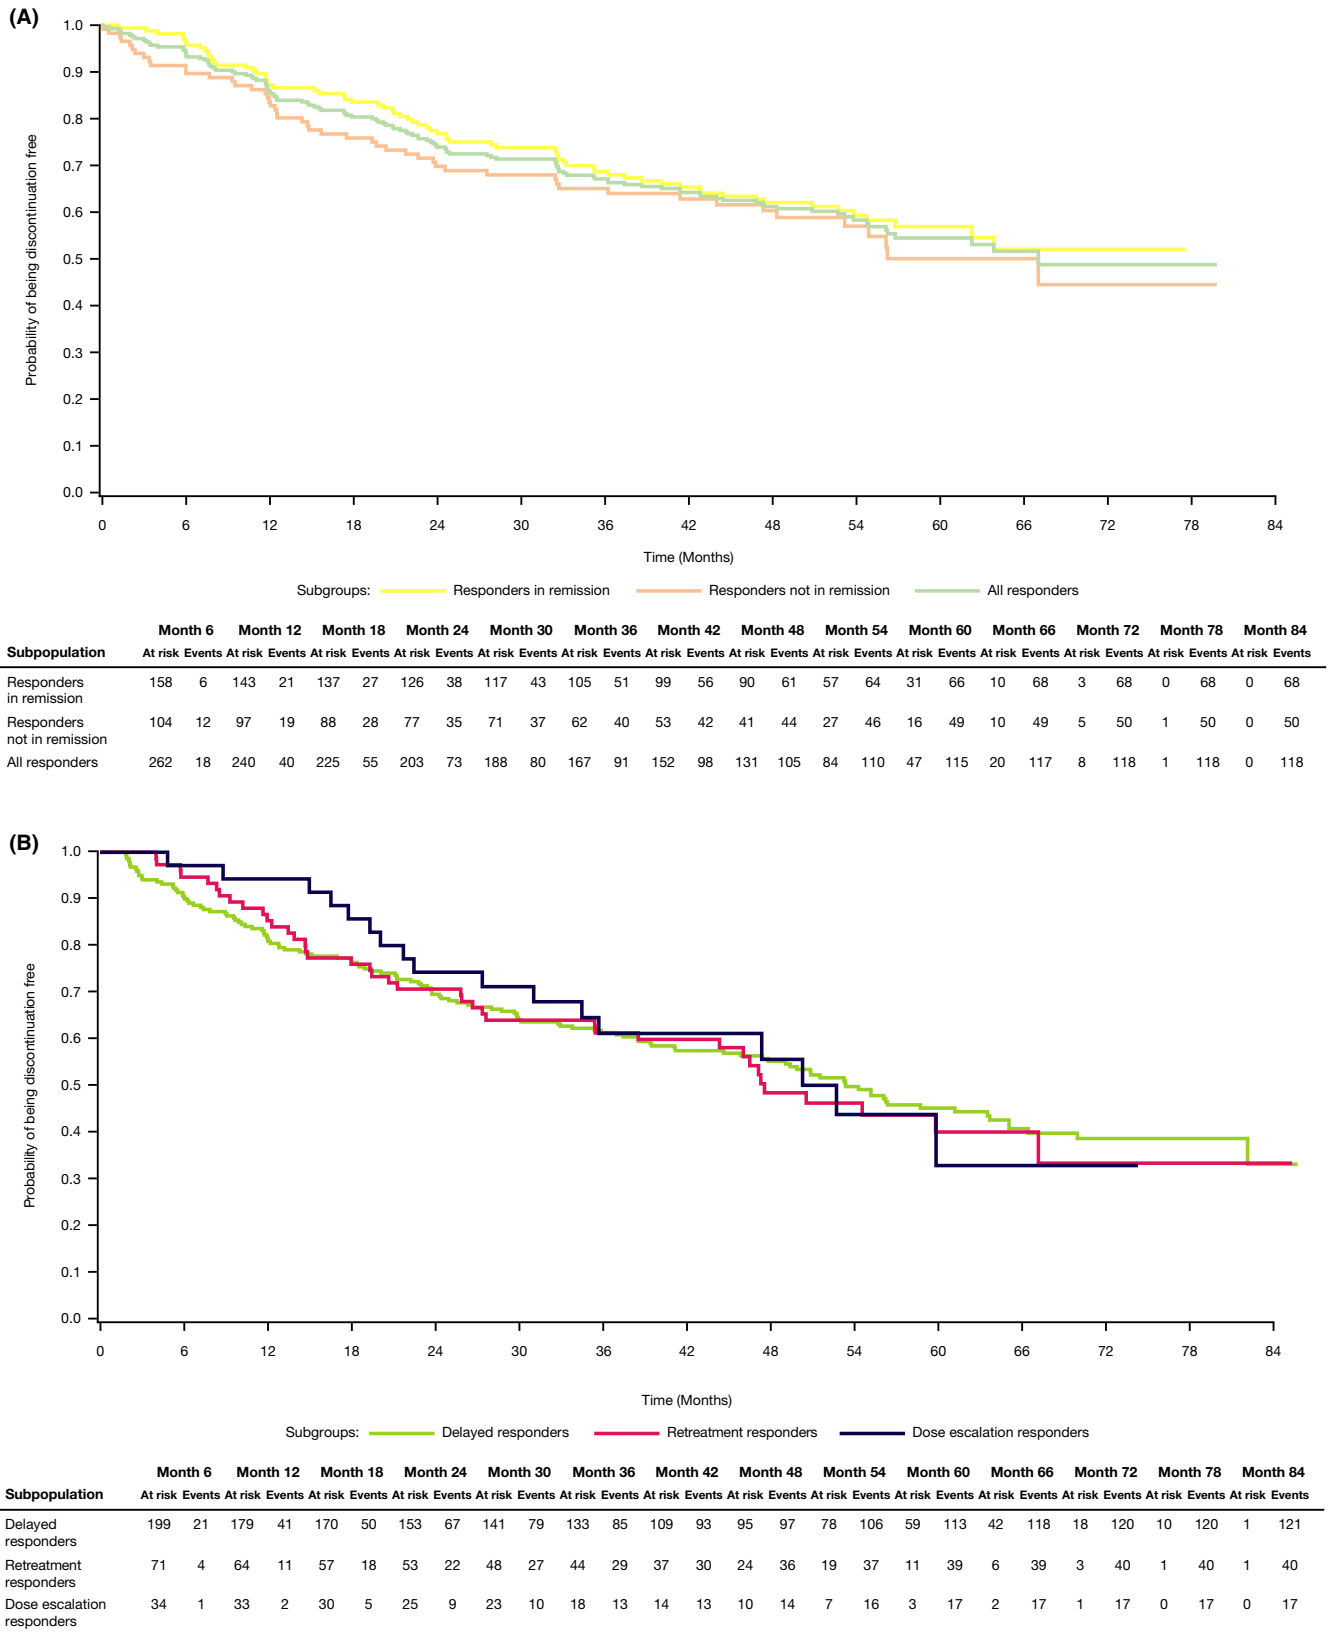 (A)
Probability of being discontinuation free
1.0
0.9
0.8
0.7
0.6
0.5
0.4
0.3
0.2
0.1
0.0
0 6 12 18 24 30 36 42 48 54 60 66 72 78 84
Time (Months)
Subgroups: Responders in remission Responders not in remission All responders
Month 6 Month 12 Month 18 Month 24 Month 30 Month 36 Month 42 Month 48 Month 54 Month 60 Month 66 Month 72 Month 78 Month 84
Subpopulation At risk Events At risk Events At risk Events At risk Events At risk Events At risk Events At risk Events At risk Events At risk Events At risk Events At risk Events At risk Events At risk Events At risk Events
Responders 158 6 143 21 137 27 126 38 117 43 105 51 99 56 90 61 57 64 31 66 10 68 3 68 0 68 0 68
in remission
Responders 104 12 97 19 88 28 77 35 71 37 62 40 53 42 41 44 27 46 16 49 10 49 5 50 1 50 0 50
not in remission
All responders 262 18 240 40 225 55 203 73 188 80 167 91 152 98 131 105 84 110 47 115 20 117 8 118 1 118 0 118
(B)
Probability of being discontinuation free
1.0
0.9
0.8
0.7
0.6
0.5
0.4
0.3
0.2
0.1
0.0
0 6 12 18 24 30 36 42 48 54 60 66 72 78 84
Time (Months)
Subgroups: Delayed responders Retreatment responders Dose escalation responders
Month 6 Month 12 Month 18 Month 24 Month 30 Month 36 Month 42 Month 48 Month 54 Month 60 Month 66 Month 72 Month 78 Month 84
Subpopulation At risk Events At risk Events At risk Events At risk Events At risk Events At risk Events At risk Events At risk Events At risk Events At risk Events At risk Events At risk Events At risk Events At risk Events
Delayed 199 21 179 41 170 50 153 67 141 79 133 85 109 93 95 97 78 106 59 113 42 118 18 120 10 120 1 121
responders
Retreatment 71 4 64 11 57 18 53 22 48 27 44 29 37 30 24 36 19 37 11 39 6 39 3 40 1 40 1 40
responders
Dose escalation 34 1 33 2 30 5 25 9 23 10 18 13 14 13 10 14 7 16 3 17 2 17 1 17 0 17 0 17
responders